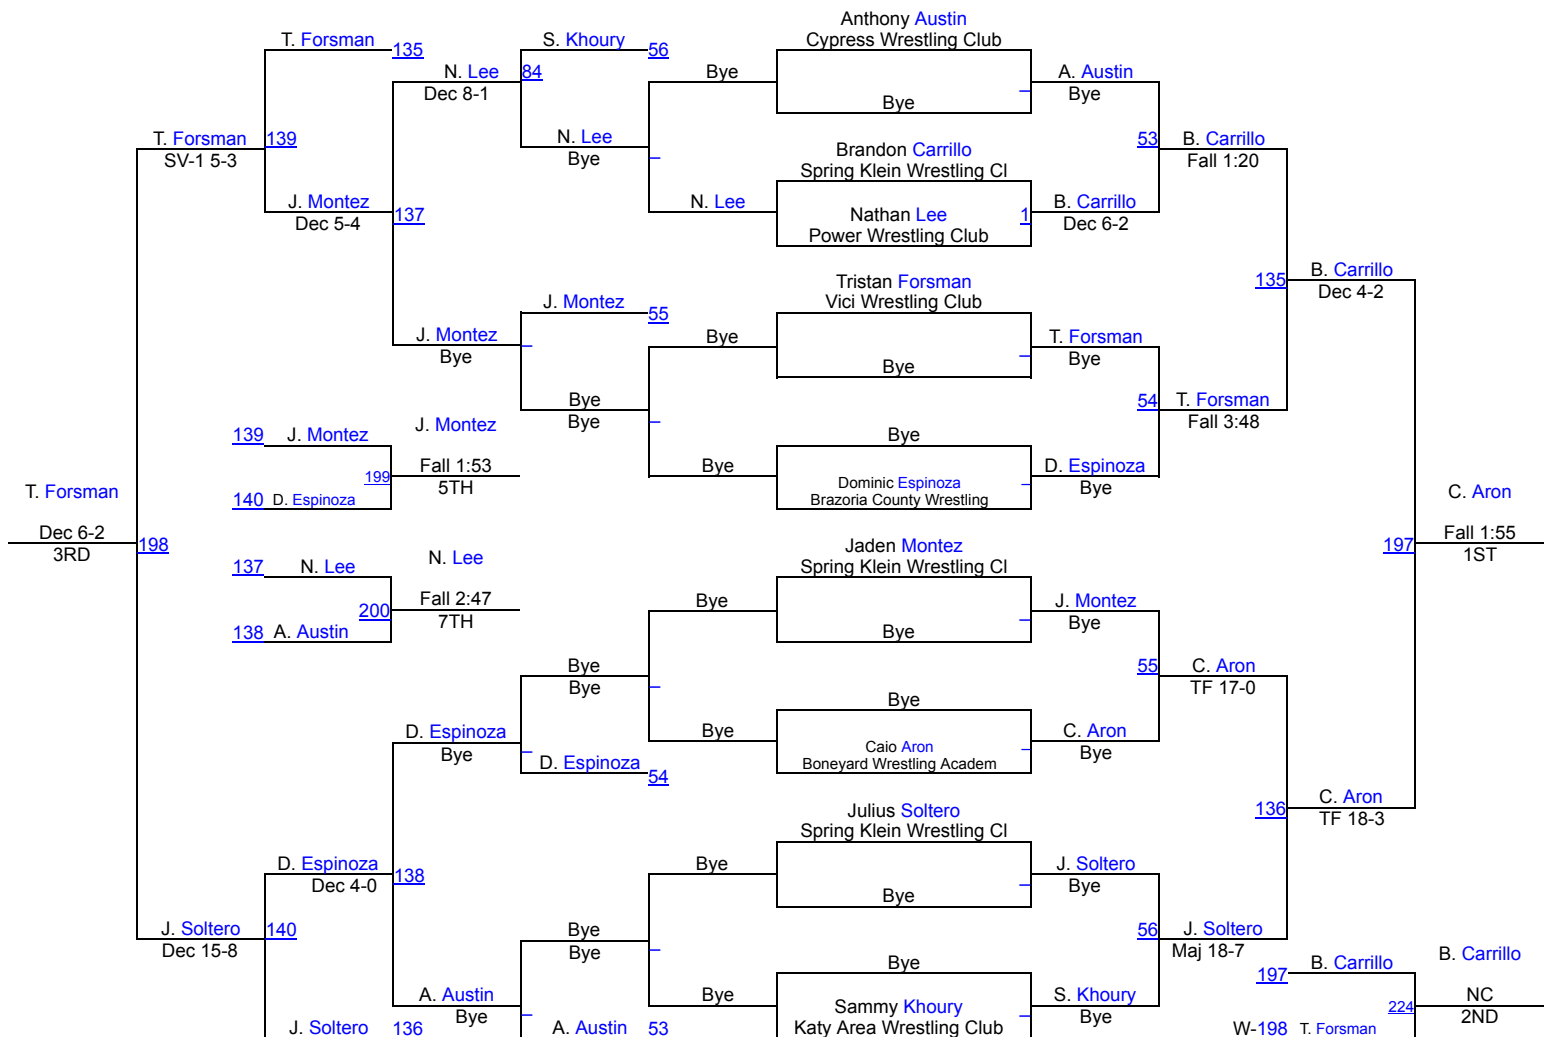 Anthony Austin
T. Forsman 135 S. Khoury 56 Cypress Wrestling Club
N. Lee 84 Bye A. Austin
Dec 8-1 Bye _ Bye
T. Forsman 139 N. Lee Brandon Carrillo 53 B. Carrillo
SV-1 5-3 Bye _ Spring Klein Wrestling Cl Fall 1:20
J. Montez 137 N. Lee Nathan Lee 1 B. Carrillo
Dec 5-4 Power Wrestling Club Dec 6-2
135 B. Carrillo
Tristan Forsman Dec 4-2
J. Montez 55 Vici Wrestling Club
J. Montez _ Bye T. Forsman
Bye Bye _ Bye
Bye 54 T. Forsman
Bye _ Fall 3:48
139 J. Montez J. Montez Bye
199 Fall 1:53 Bye D. Espinoza
5TH Dominic Espinoza _ Bye
T. Forsman 140 D. Espinoza Brazoria County Wrestling C. Aron
Dec 6-2 Fall 1:55
3RD 198 Jaden Montez 197 1ST
137 N. Lee N. Lee Spring Klein Wrestling Cl
200 Fall 2:47 Bye J. Montez
138 A. Austin 7TH Bye _ Bye
Bye 55 C. Aron
Bye _ TF 17-0
Bye
D. Espinoza Bye C. Aron
Bye _ Caio Aron _ Bye
D. Espinoza 54 Boneyard Wrestling Academ
136 C. Aron
Julius Soltero TF 18-3
Spring Klein Wrestling Cl
D. Espinoza 138 Bye J. Soltero
Dec 4-0 Bye _ Bye
J. Soltero 140 Bye 56 J. Soltero
Dec 15-8 Bye _ Maj 18-7
Bye 197 B. Carrillo B. Carrillo
A. Austin Bye Sammy Khoury S. Khoury 224 NC
Bye _ Katy Area Wrestling Club _ Bye 2ND
J. Soltero 136 A. Austin 53 W-198 T. Forsman